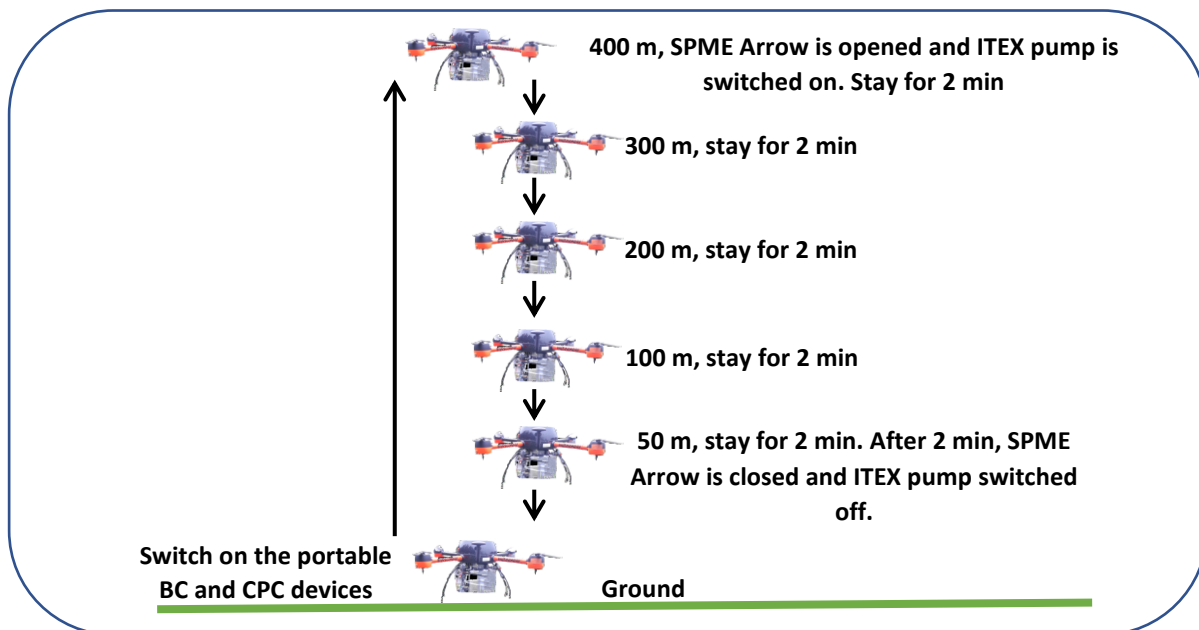 400 m, SPME Arrow is opened and ITEX pump is
switched on. Stay for 2 min
300 m, stay for 2 min
200 m, stay for 2 min
100 m, stay for 2 min
50 m, stay for 2 min. After 2 min, SPME
Arrow is closed and ITEX pump switched
off.
Switch on the portable
BC and CPC devices
Ground